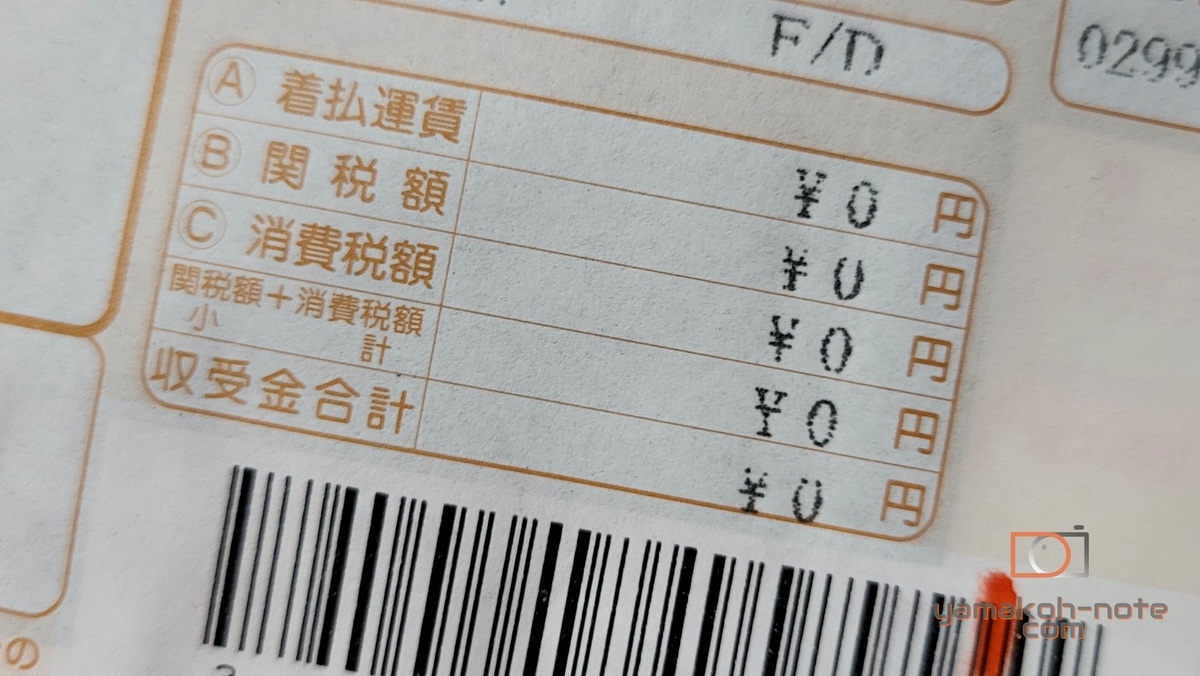 F/D
0299
Ⓐ 着払運賃 ¥0 円
Ⓑ 関税額 ¥0 円
Ⓒ 消費税額 ¥0 円
関税額+消費税額
小計 ¥0 円
収受金合計 ¥0 円
の
yamakoh-note
.com